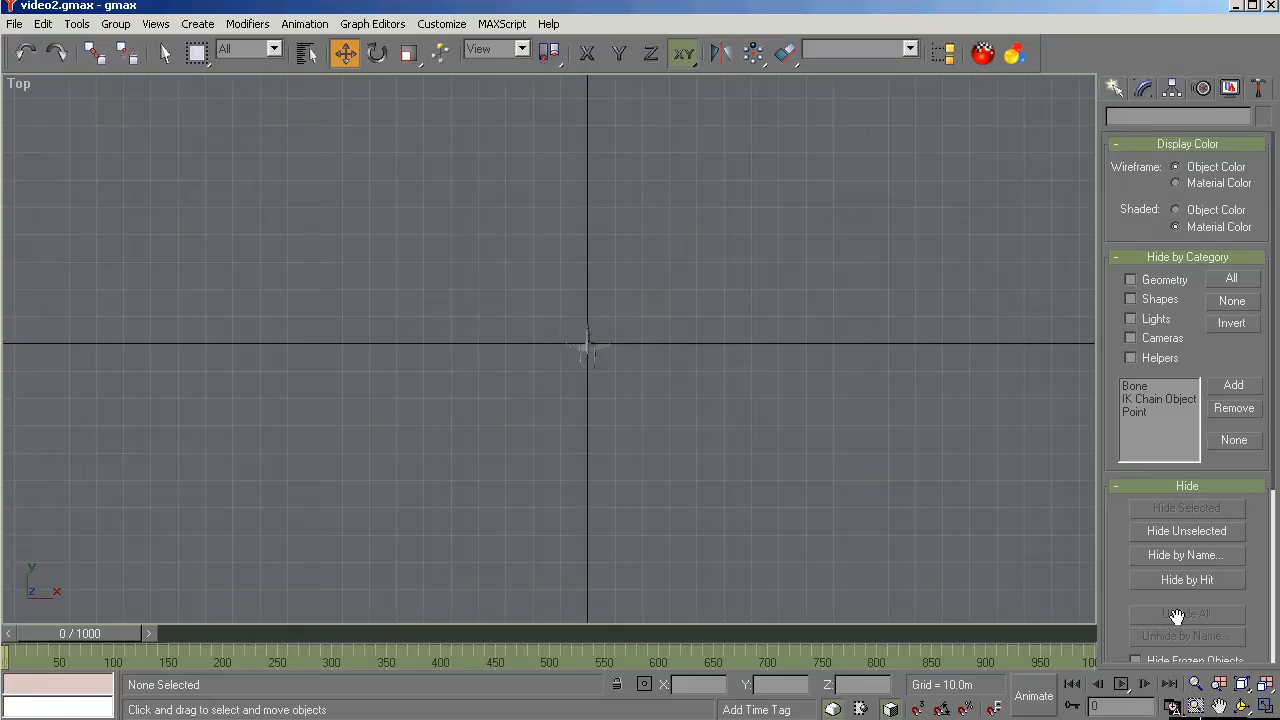 video2.gmax - gmax
File Edit Tools Group Views Create Modifiers Animation Graph Editors Customize MAXScript Help
All View X Y Z XY
Top
Display Color
Wireframe: Object Color
Material Color
Shaded: Object Color
Material Color
Hide by Category
Geometry All
Shapes None
Lights Invert
Cameras
Helpers
Bone Add
IK Chain Object Remove
Point
None
Hide
Hide Selected
Hide Unselected
Hide by Name...
Hide by Hit
All
Unhide by Name...
Hide Frozen Objects
y
z x
0 / 1000
50 100 150 200 250 300 350 400 450 500 550 600 650 700 750 800 850 900 950
None Selected X: Y: Z: Grid = 10.0m Animate
Click and drag to select and move objects Add Time Tag 0